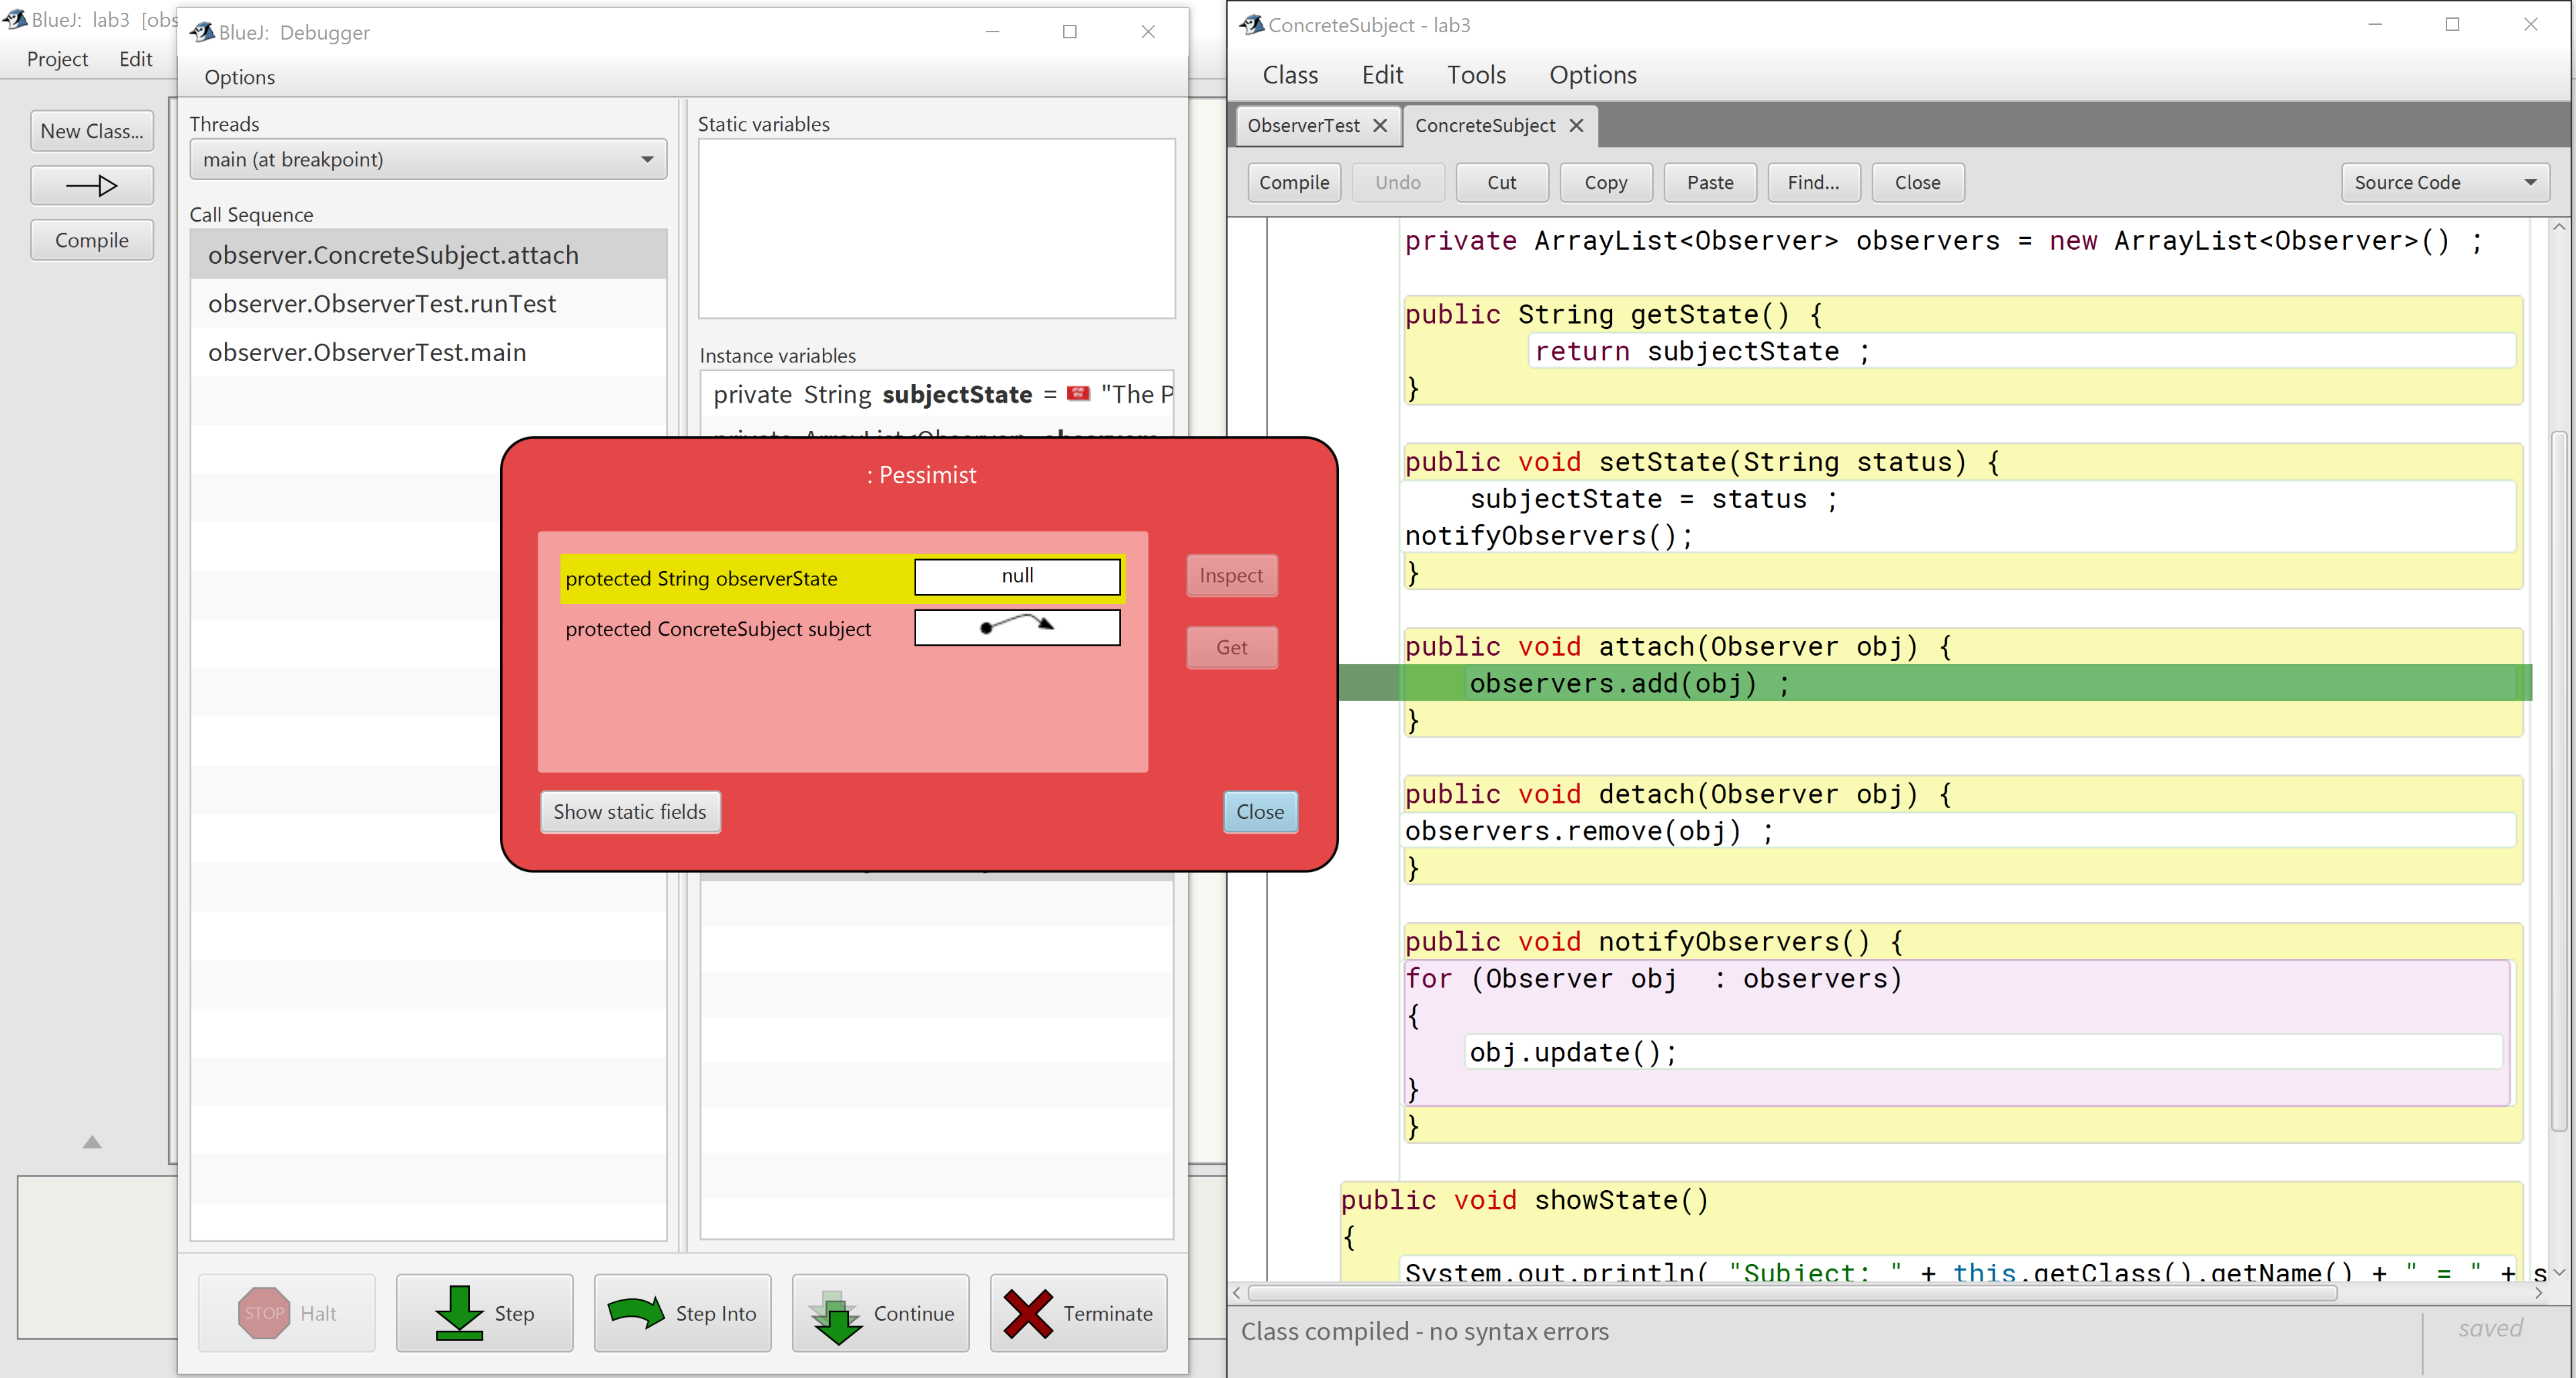 BlueJ: lab3 [obs
Project Edit
New Class...
Compile
BlueJ: Debugger
Options
Threads
main (at breakpoint)
Call Sequence
observer.ConcreteSubject.attach
observer.ObserverTest.runTest
observer.ObserverTest.main
Static variables
Instance variables
private String subjectState = "The P
private ArrayList<Observer> observers
: Pessimist
protected String observerState null
protected ConcreteSubject subject
Inspect
Get
Show static fields
Close
STOP Halt
Step
Step Into
Continue
Terminate
ConcreteSubject - lab3
Class Edit Tools Options
ObserverTest ConcreteSubject
Compile Undo Cut Copy Paste Find... Close Source Code
private ArrayList<Observer> observers = new ArrayList<Observer>() ;
public String getState() {
return subjectState ;
}
public void setState(String status) {
subjectState = status ;
notifyObservers();
}
public void attach(Observer obj) {
observers.add(obj) ;
}
public void detach(Observer obj) {
observers.remove(obj) ;
}
public void notifyObservers() {
for (Observer obj : observers)
{
obj.update();
}
}
public void showState()
{
System.out.println( "Subject: " + this.getClass().getName() + " = " + s
Class compiled - no syntax errors
saved